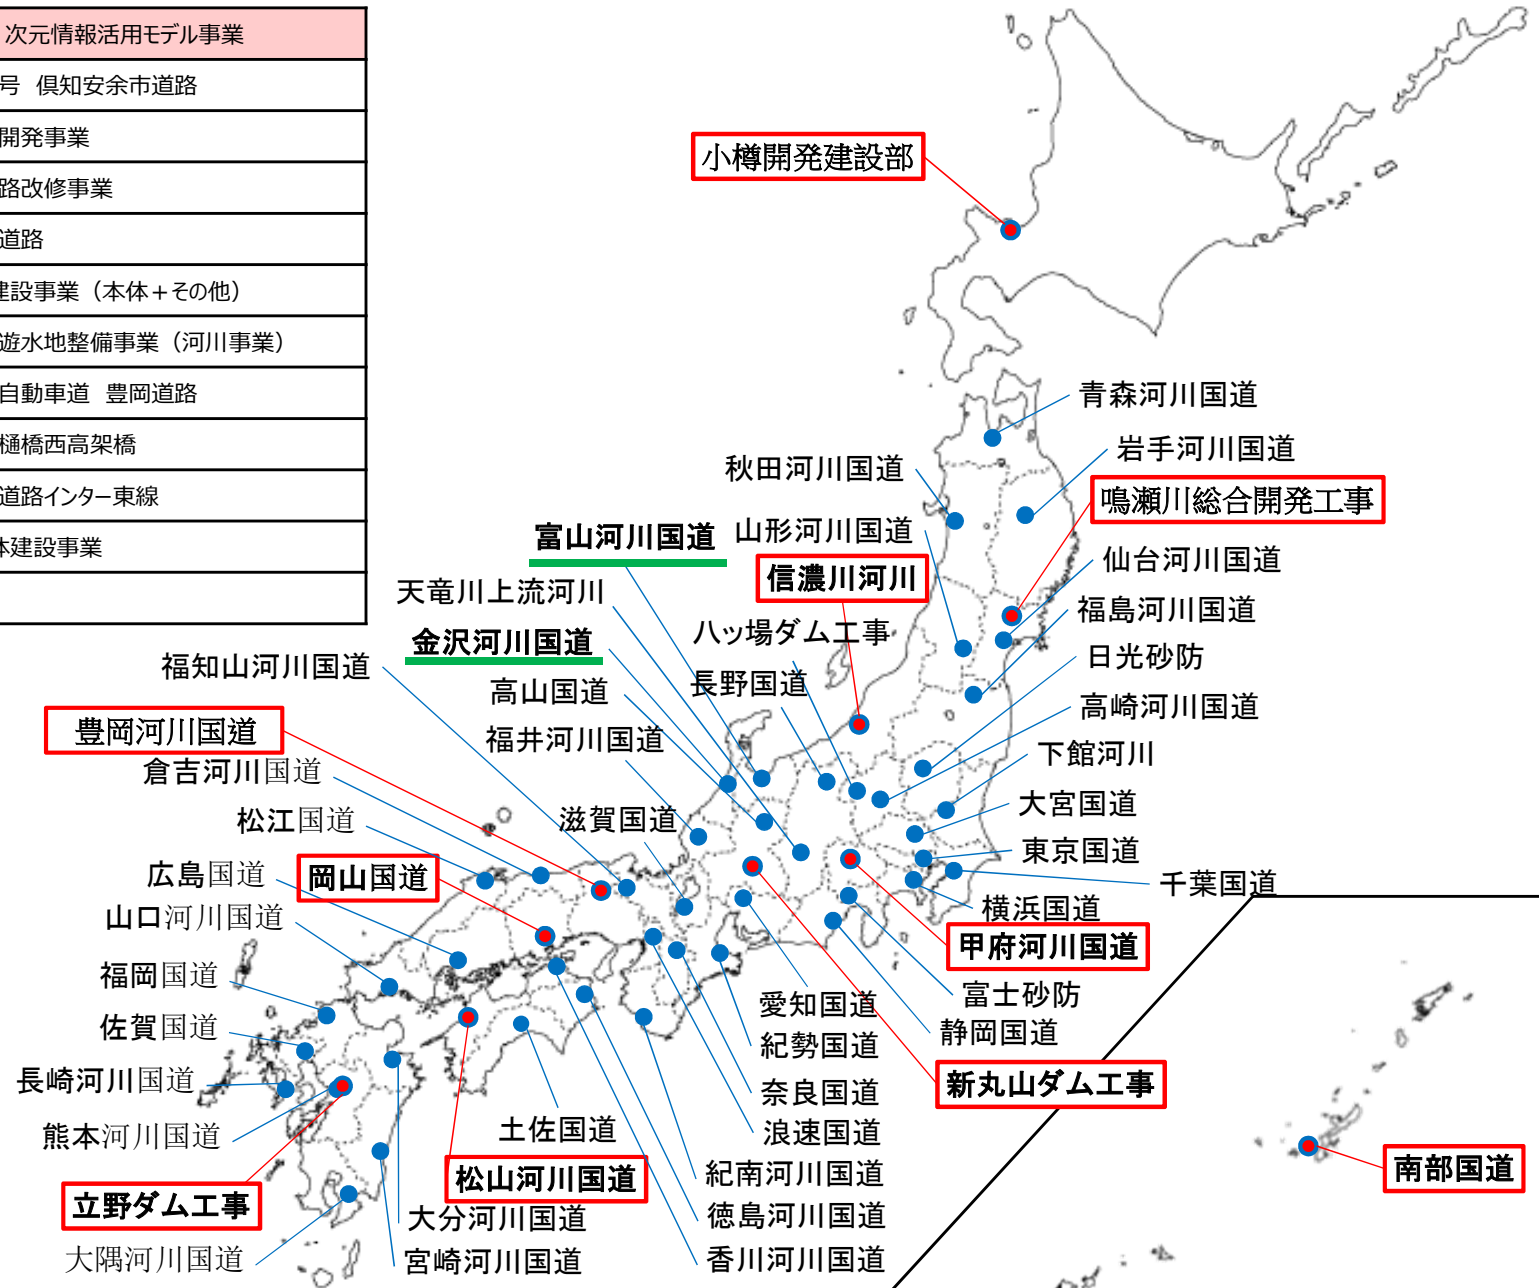 次元情報活用モデル事業
号 倶知安余市道路
開発事業
路改修事業
道路
建設事業（本体+その他）
遊水地整備事業（河川事業）
自動車道 豊岡道路
樋橋西高架橋
道路インター東線
体建設事業
小樽開発建設部
青森河川国道
岩手河川国道
秋田河川国道
鳴瀬川総合開発工事
富山河川国道
山形河川国道
仙台河川国道
信濃川河川
天竜川上流河川
福島河川国道
八ッ場ダム工事
金沢河川国道
日光砂防
福知山河川国道
長野国道
高山国道
高崎河川国道
豊岡河川国道
福井河川国道
下館河川
倉吉河川国道
大宮国道
松江国道
滋賀国道
東京国道
広島国道
岡山国道
千葉国道
山口河川国道
横浜国道
甲府河川国道
福岡国道
富士砂防
愛知国道
佐賀国道
静岡国道
紀勢国道
長崎河川国道
新丸山ダム工事
奈良国道
熊本河川国道
土佐国道
浪速国道
紀南河川国道
松山河川国道
南部国道
立野ダム工事
大分河川国道
徳島河川国道
大隅河川国道
宮崎河川国道
香川河川国道